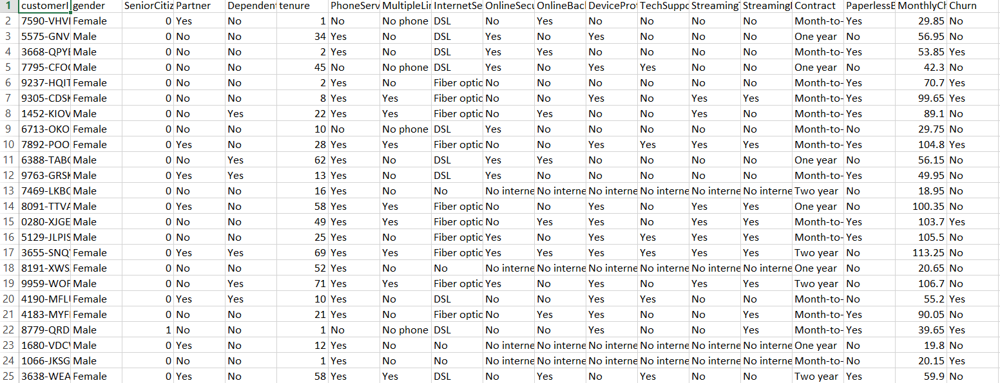 1 customerI gender SeniorCitiz Partner Dependent tenure PhoneServ MultipleLin InternetSe OnlineSecu OnlineBac DeviceProt TechSuppo StreamingT StreamingM Contract PaperlessB MonthlyCh Churn
2 7590-VHV Female 0 Yes No 1 No No phone DSL No Yes No No No No Month-to- Yes 29.85 No
3 5575-GNV Male 0 No No 34 Yes No DSL Yes No Yes No No No One year No 56.95 No
4 3668-QPY Male 0 No No 2 Yes No DSL Yes Yes No No No No Month-to- Yes 53.85 Yes
5 7795-CFO Male 0 No No 45 No No phone DSL Yes No Yes Yes No No One year No 42.3 No
6 9237-HQIT Female 0 No No 2 Yes No Fiber optic No No No No No No Month-to- Yes 70.7 Yes
7 9305-CDSK Female 0 No No 8 Yes Yes Fiber optic No No Yes No Yes Yes Month-to- Yes 99.65 Yes
8 1452-KIOV Male 0 No Yes 22 Yes Yes Fiber optic No Yes No No Yes No Month-to- Yes 89.1 No
9 6713-OKO Female 0 No No 10 No No phone DSL Yes No No No No No Month-to- No 29.75 No
10 7892-POO Female 0 Yes No 28 Yes Yes Fiber optic No No Yes Yes Yes Yes Month-to- Yes 104.8 Yes
11 6388-TAB Male 0 No Yes 62 Yes No DSL Yes Yes No No No No One year No 56.15 No
12 9763-GRSK Male 0 Yes Yes 13 Yes No DSL Yes No No No No No Month-to- Yes 49.95 No
13 7469-LKBC Male 0 No No 16 Yes No No No interne No interne No interne No interne No interne No interne Two year No 18.95 No
14 8091-TTVA Male 0 Yes No 58 Yes Yes Fiber optic No No Yes No Yes Yes One year No 100.35 No
15 0280-XJGE Male 0 No No 49 Yes Yes Fiber optic No Yes Yes No Yes Yes Month-to- Yes 103.7 Yes
16 5129-JLPIS Male 0 No No 25 Yes No Fiber optic Yes No Yes Yes Yes Yes Month-to- Yes 105.5 No
17 3655-SNQ Female 0 Yes Yes 69 Yes Yes Fiber optic Yes Yes Yes Yes Yes Yes Two year No 113.25 No
18 8191-XWS Female 0 No No 52 Yes No No No interne No interne No interne No interne No interne No interne One year No 20.65 No
19 9959-WOF Male 0 No Yes 71 Yes Yes Fiber optic Yes No Yes No Yes Yes Two year No 106.7 No
20 4190-MFL Female 0 Yes Yes 10 Yes No DSL No No Yes Yes No No Month-to- No 55.2 Yes
21 4183-MYF Female 0 No No 21 Yes No Fiber optic No Yes Yes No No Yes Month-to- Yes 90.05 No
22 8779-QRD Male 1 No No 1 No No phone DSL No No Yes No No Yes Month-to- Yes 39.65 Yes
23 1680-VDC Male 0 Yes No 12 Yes No No No interne No interne No interne No interne No interne No interne One year No 19.8 No
24 1066-JKSG Male 0 No No 1 Yes No No No interne No interne No interne No interne No interne No interne Month-to- No 20.15 Yes
25 3638-WEA Female 0 Yes No 58 Yes Yes DSL No Yes No Yes No No Two year Yes 59.9 No